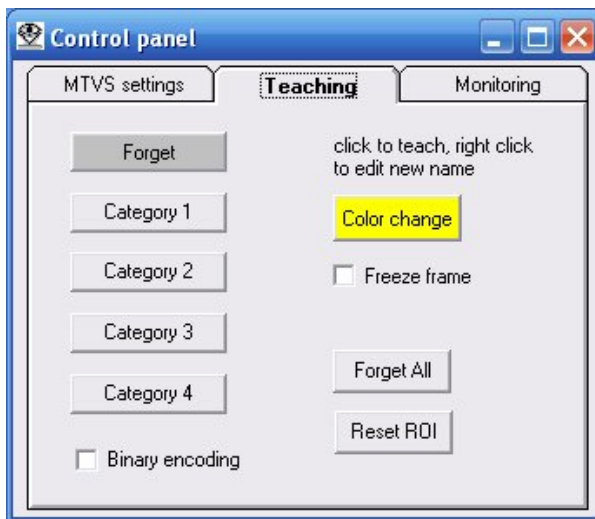 Control panel
MTVS settings
Teaching
Monitoring
Forget
click to teach, right click
to edit new name
Category 1
Color change
Category 2
Freeze frame
Category 3
Forget All
Category 4
Reset ROI
Binary encoding